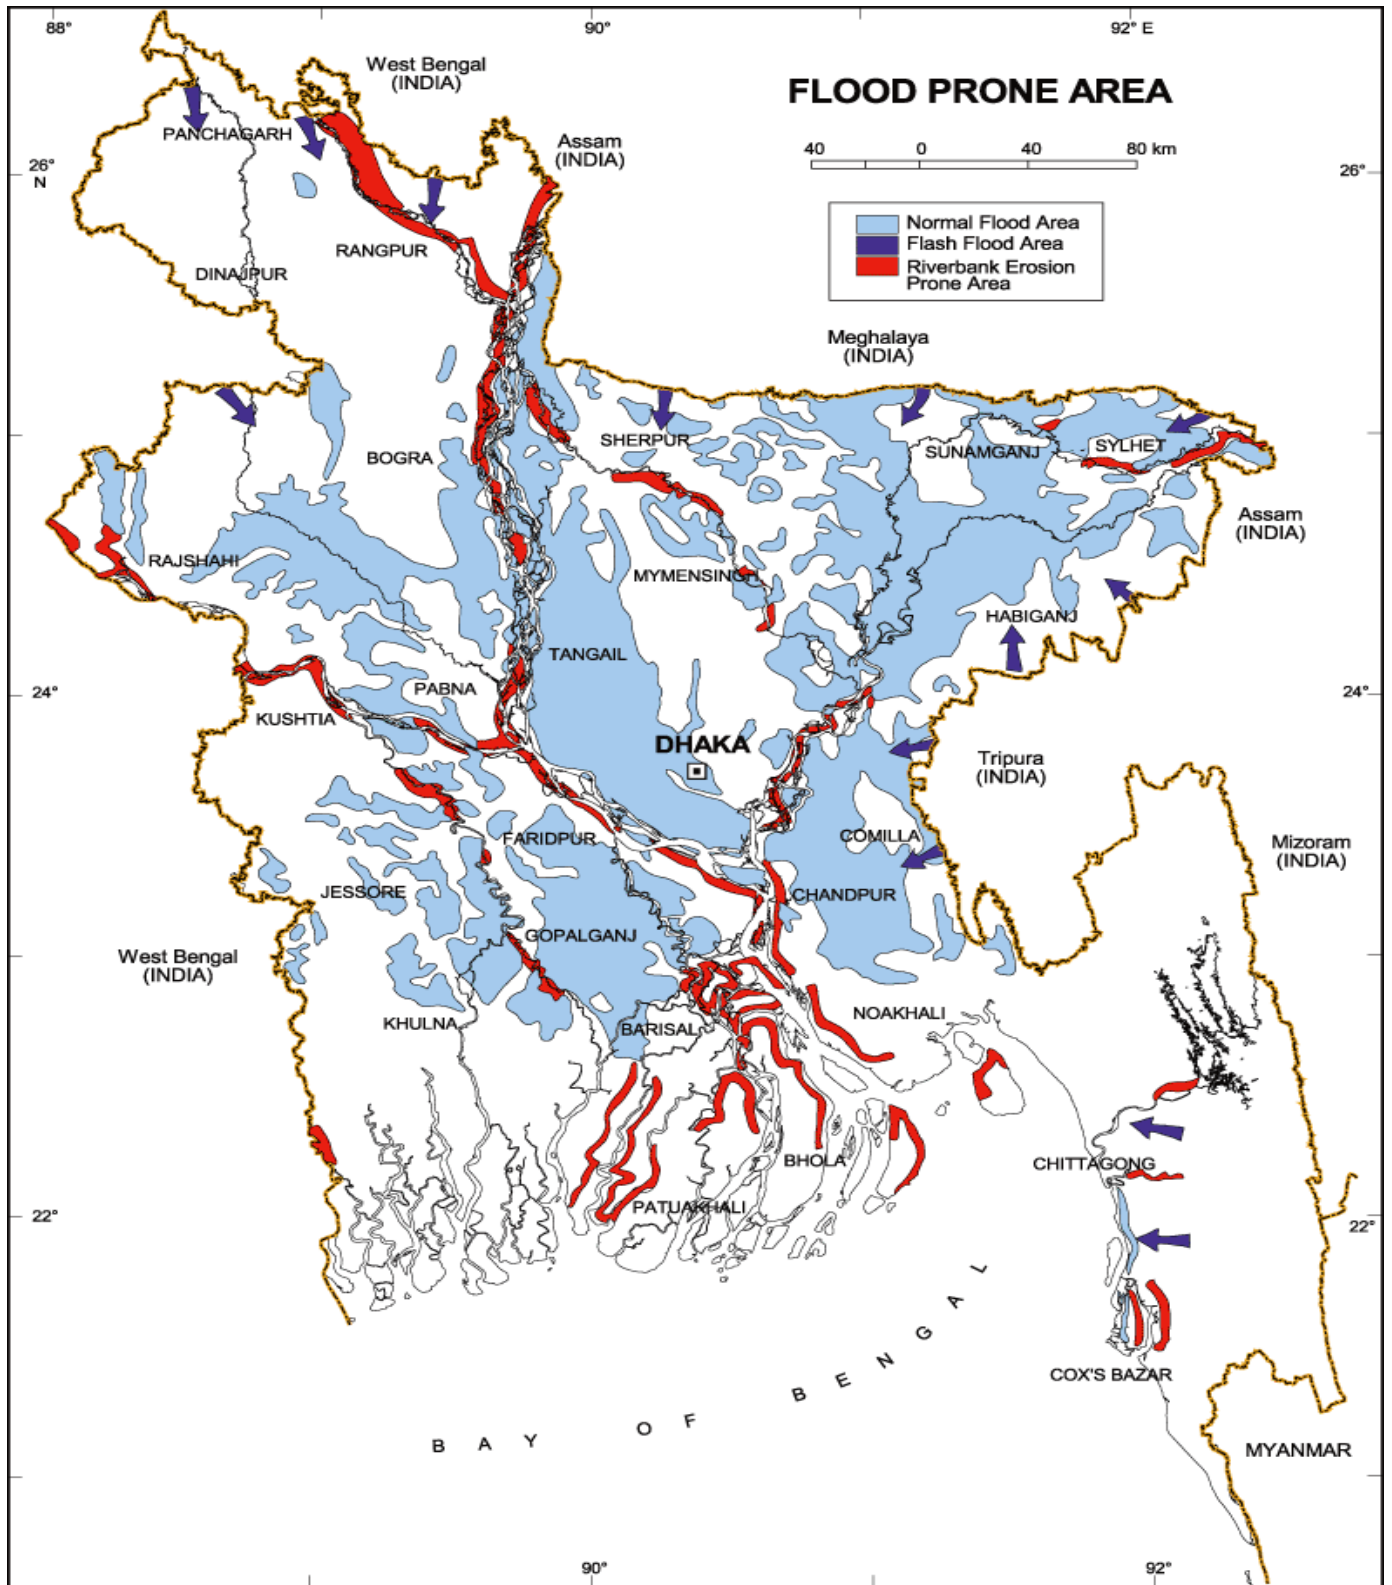 88°
90°
92° E
West Bengal
(INDIA)
FLOOD PRONE AREA
PANCHAGARH
Assam
(INDIA)
40 0 40 80 km
26°
N
26°
Normal Flood Area
Flash Flood Area
Riverbank Erosion
Prone Area
RANGPUR
DINAJPUR
Meghalaya
(INDIA)
SHERPUR
SUNAMGANJ
SYLHET
BOGRA
Assam
(INDIA)
RAJSHAHI
MYMENSINGH
HABIGANJ
TANGAIL
PABNA
24°
24°
KUSHTIA
DHAKA
Tripura
(INDIA)
FARIDPUR
COMILLA
Mizoram
(INDIA)
JESSORE
CHANDPUR
GOPALGANJ
West Bengal
(INDIA)
NOAKHALI
KHULNA
BARISAL
BHOLA
CHITTAGONG
PATUAKHALI
22°
22°
BAY OF BENGAL
COX'S BAZAR
MYANMAR
90°
92°